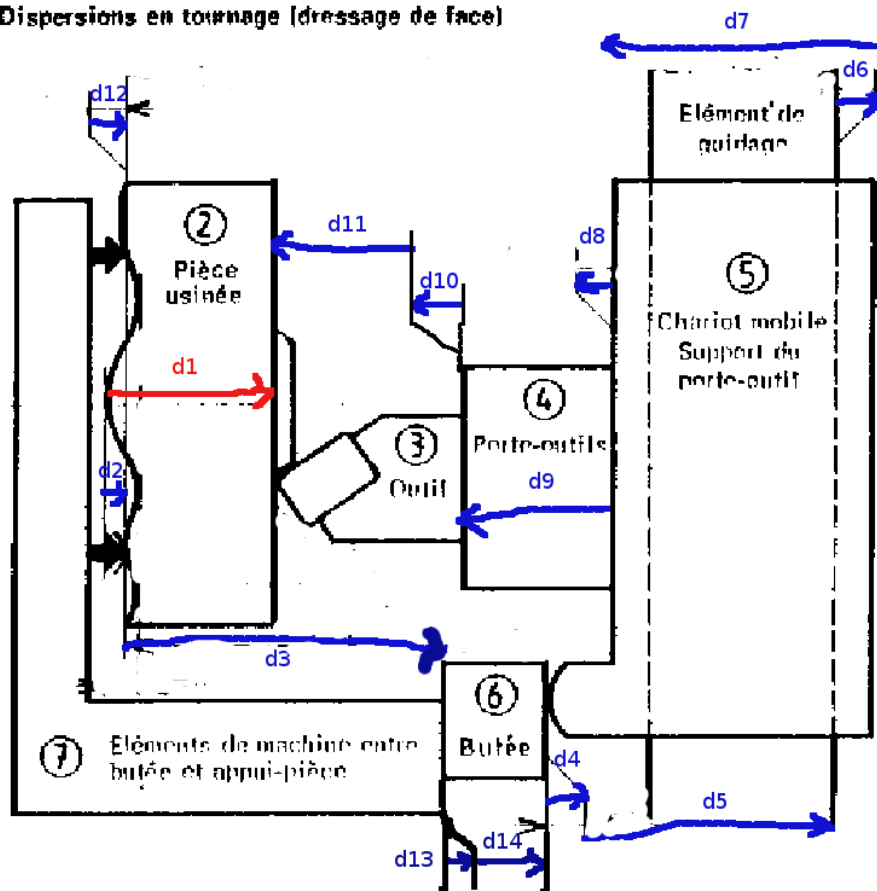 Dispersions en tournage (dressage de face)
d7
d12
d6
Elément de
guidage
②
d11
d8
Pièce
usinée
d10
⑤
Chariot mobile
Support du
porte-outil
d1
④
③
Porte-outils
d2
Outil
d9
d3
⑥
Butée
⑦
Eléments de machine entre
butée et appui-pièce
d4
d5
d13
d14